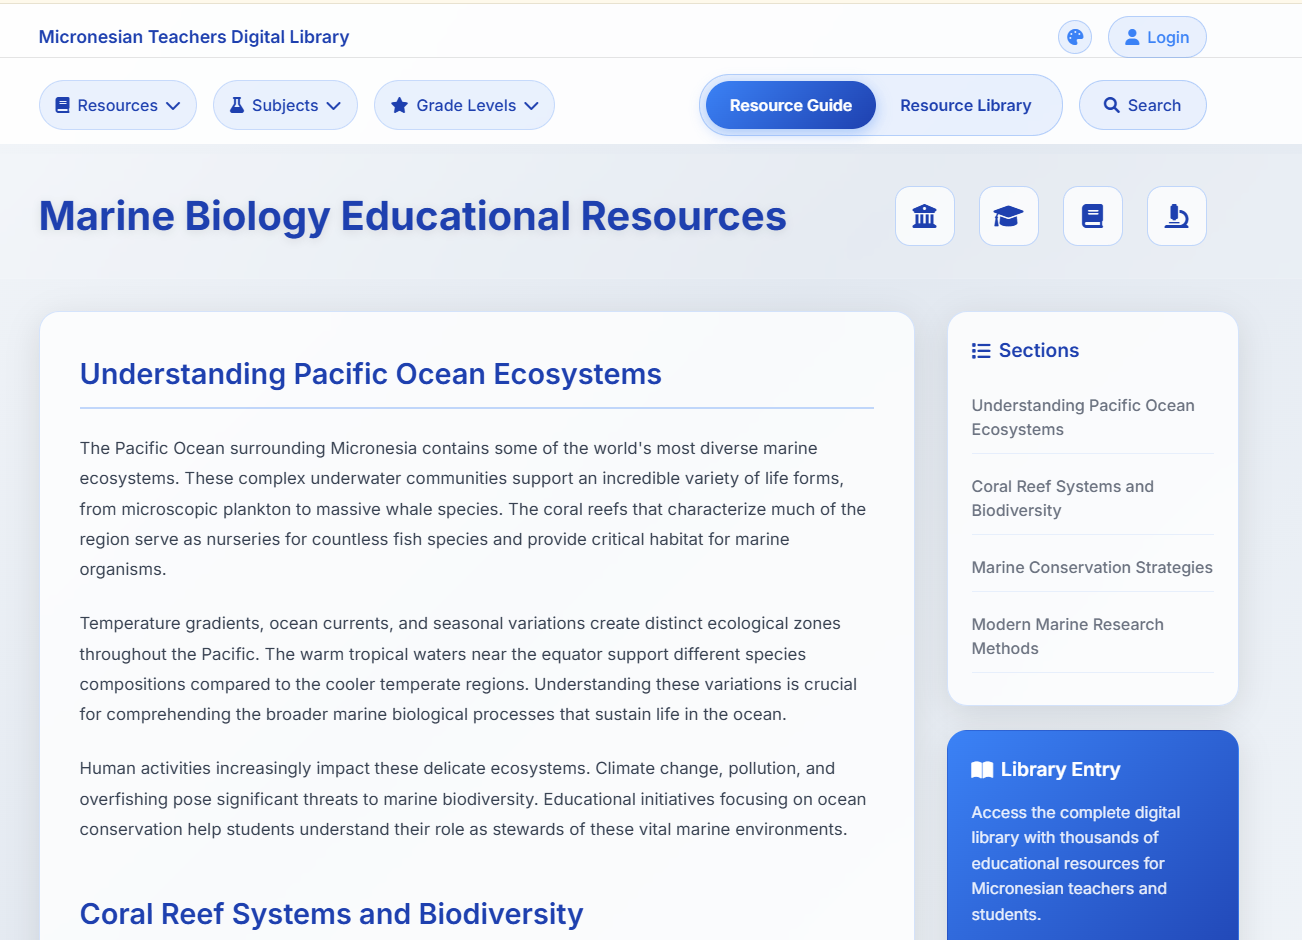 Micronesian Teachers Digital Library
Login
Resources
Subjects
Grade Levels
Resource Guide
Resource Library
Search
Marine Biology Educational Resources
Understanding Pacific Ocean Ecosystems
The Pacific Ocean surrounding Micronesia contains some of the world's most diverse marine
ecosystems. These complex underwater communities support an incredible variety of life forms,
from microscopic plankton to massive whale species. The coral reefs that characterize much of the
region serve as nurseries for countless fish species and provide critical habitat for marine
organisms.
Temperature gradients, ocean currents, and seasonal variations create distinct ecological zones
throughout the Pacific. The warm tropical waters near the equator support different species
compositions compared to the cooler temperate regions. Understanding these variations is crucial
for comprehending the broader marine biological processes that sustain life in the ocean.
Human activities increasingly impact these delicate ecosystems. Climate change, pollution, and
overfishing pose significant threats to marine biodiversity. Educational initiatives focusing on ocean
conservation help students understand their role as stewards of these vital marine environments.
Coral Reef Systems and Biodiversity
Sections
Understanding Pacific Ocean
Ecosystems
Coral Reef Systems and
Biodiversity
Marine Conservation Strategies
Modern Marine Research
Methods
Library Entry
Access the complete digital
library with thousands of
educational resources for
Micronesian teachers and
students.